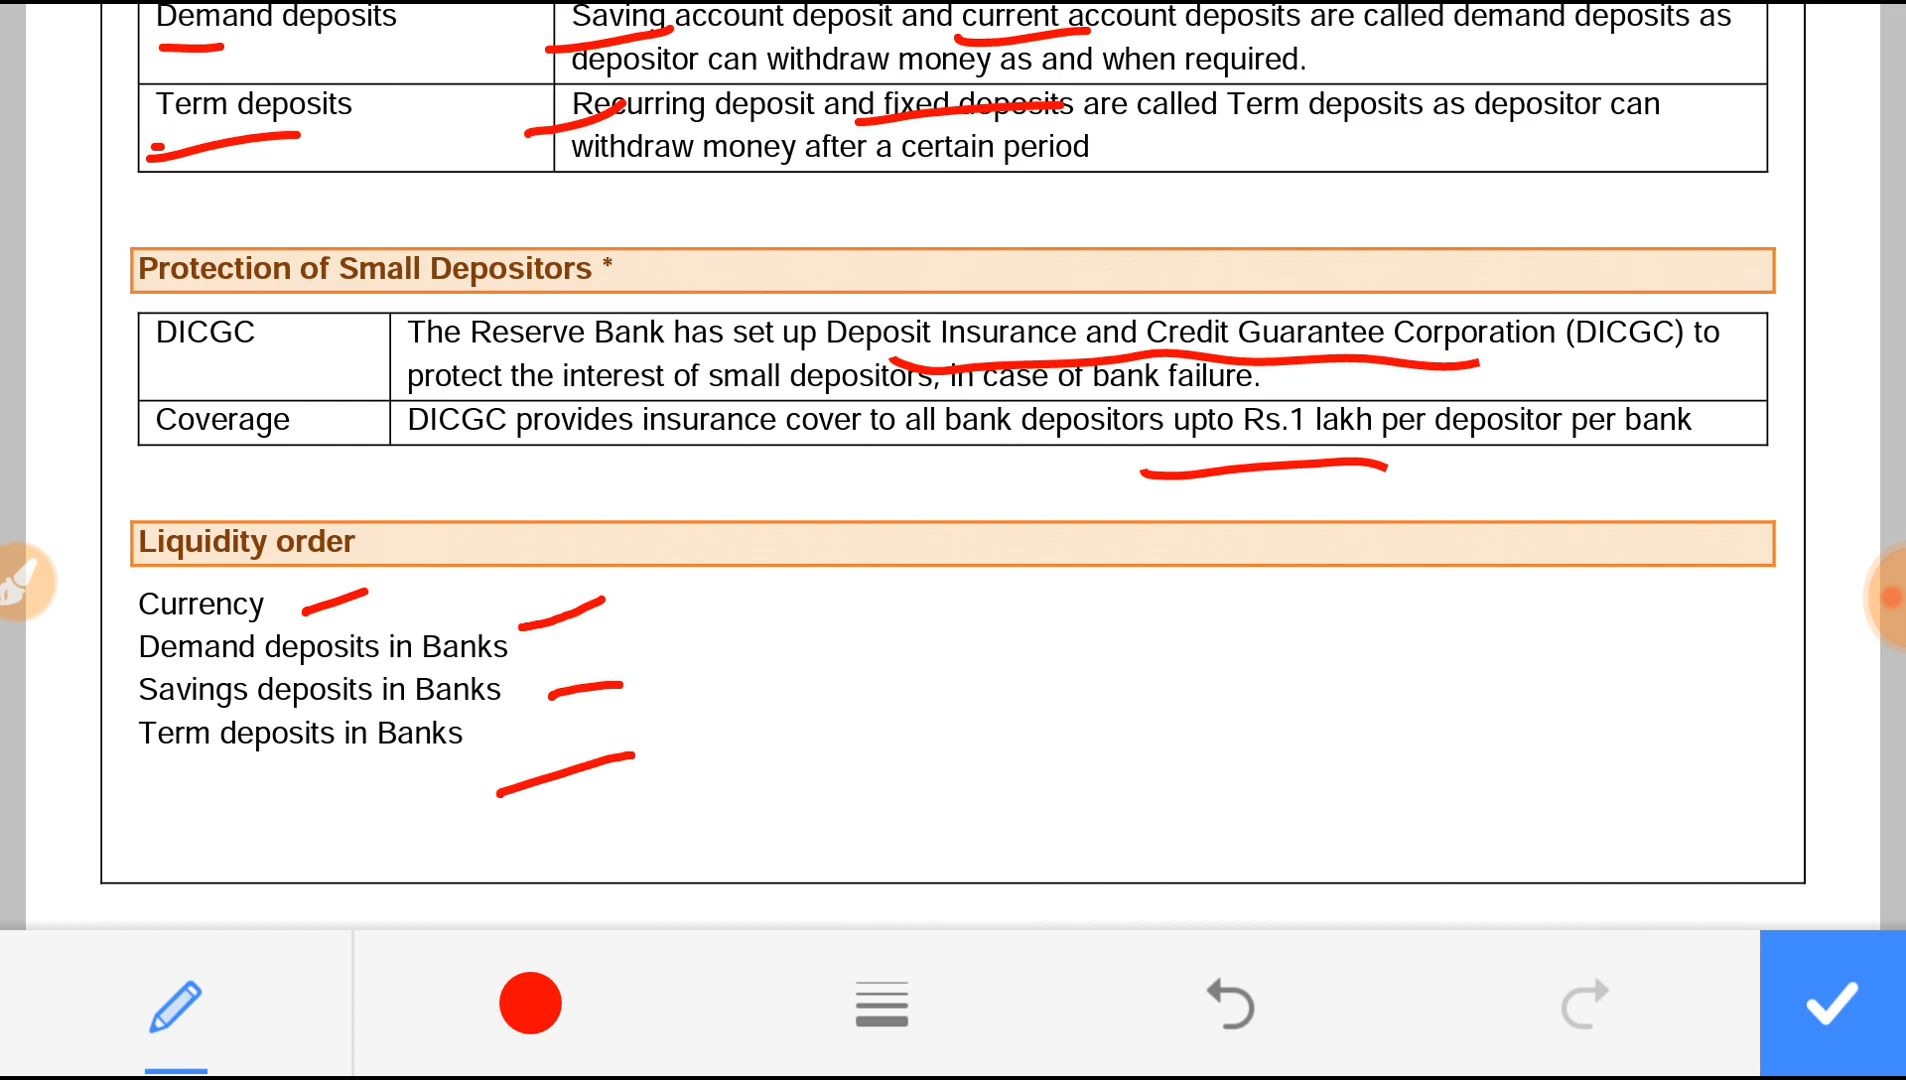 Demand deposits
Saving account deposit and current account deposits are called demand deposits as
depositor can withdraw money as and when required.
Term deposits
Recurring deposit and fixed deposits are called Term deposits as depositor can
withdraw money after a certain period
Protection of Small Depositors *
DICGC
The Reserve Bank has set up Deposit Insurance and Credit Guarantee Corporation (DICGC) to
protect the interest of small depositors, in case of bank failure.
Coverage
DICGC provides insurance cover to all bank depositors upto Rs.1 lakh per depositor per bank
Liquidity order
Currency
Demand deposits in Banks
Savings deposits in Banks
Term deposits in Banks